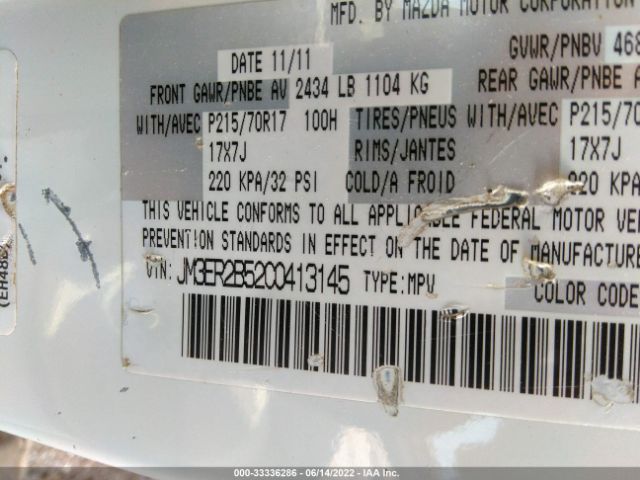 MFD. BY MAZDA MOTOR CORPORATION
DATE 11/11 GVWR/PNBV 468
FRONT GAWR/PNBE AV 2434 LB 1104 KG REAR GAWR/PNBE
WITH/AVEC P215/70R17 100H TIRES/PNEUS WITH/AVEC P215/70
17X7J RIMS/JANTES 17X7J
220 KPA/32 PSI COLD/A FROID 220 KPA
THIS VEHICLE CONFORMS TO ALL APPLICABLE FEDERAL MOTOR VE
PREVENTION STANDARDS IN EFFECT ON THE DATE OF MANUFACTURE
VIN: JM3ER2B52C0413145 TYPE:MPV COLOR CODE
000-33336286 - 06/14/2022 - IAA Inc.